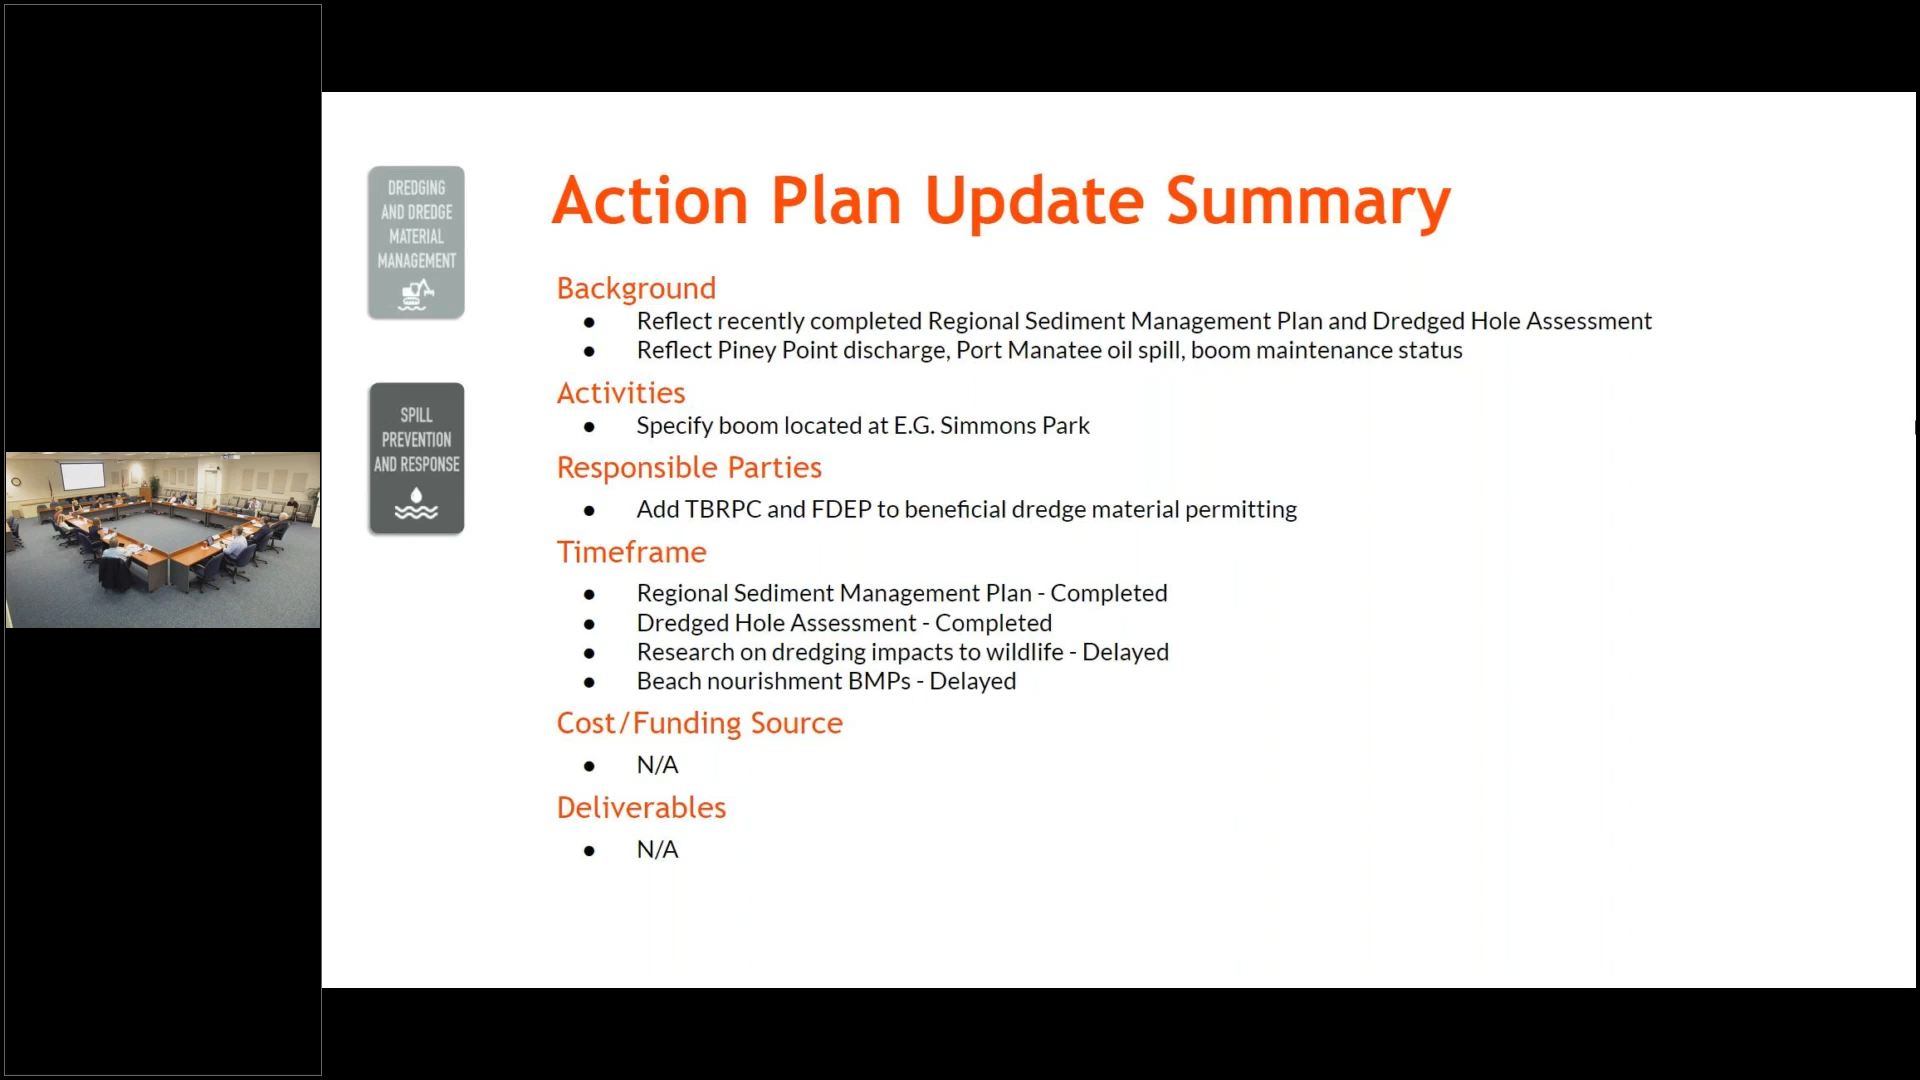 DREDGING
AND DREDGE
MATERIAL
MANAGEMENT
SPILL
PREVENTION
AND RESPONSE
Action Plan Update Summary
Background
● Reflect recently completed Regional Sediment Management Plan and Dredged Hole Assessment
● Reflect Piney Point discharge, Port Manatee oil spill, boom maintenance status
Activities
● Specify boom located at E.G. Simmons Park
Responsible Parties
● Add TBRPC and FDEP to beneficial dredge material permitting
Timeframe
● Regional Sediment Management Plan - Completed
● Dredged Hole Assessment - Completed
● Research on dredging impacts to wildlife - Delayed
● Beach nourishment BMPs - Delayed
Cost/Funding Source
● N/A
Deliverables
● N/A